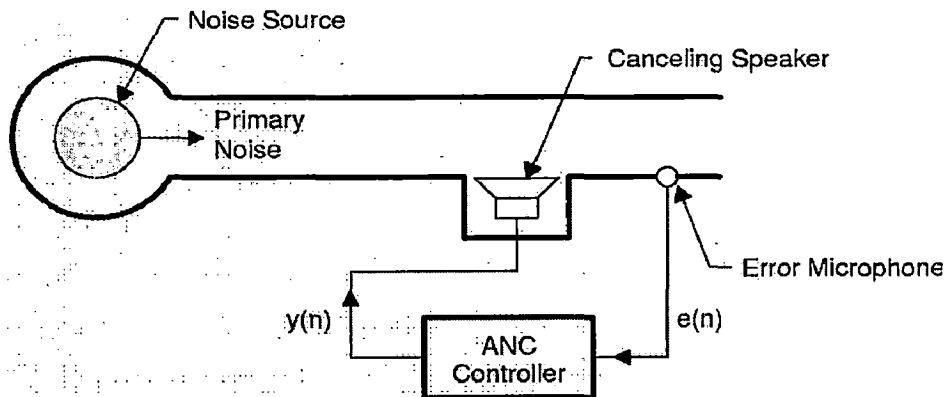 Noise Source
Canceling Speaker
Primary
Noise
Error Microphone
y(n)
e(n)
ANC
Controller